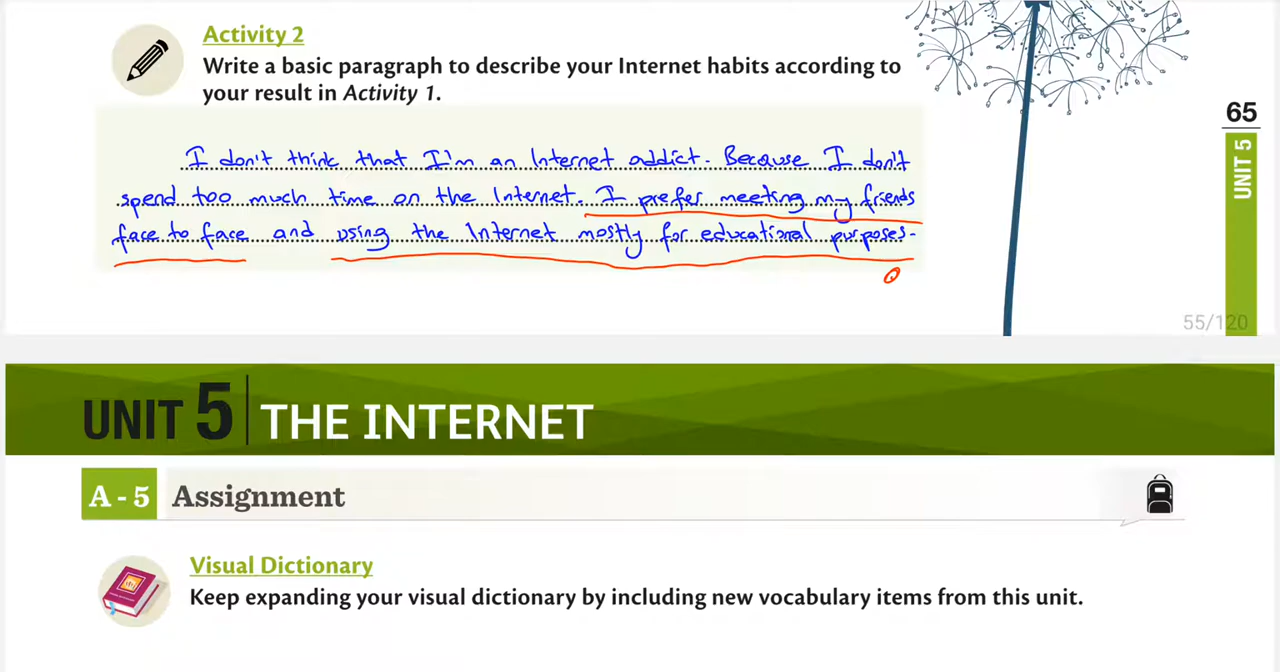 Activity 2
Write a basic paragraph to describe your Internet habits according to
your result in Activity 1.
I don't think that I'm an Internet addict. Because I don't
spend too much time on the Internet. I prefer meeting my friends
face to face and using the Internet mostly for educational purposes.
65
UNIT 5
55/120
UNIT 5 THE INTERNET
A - 5 Assignment
Visual Dictionary
Keep expanding your visual dictionary by including new vocabulary items from this unit.